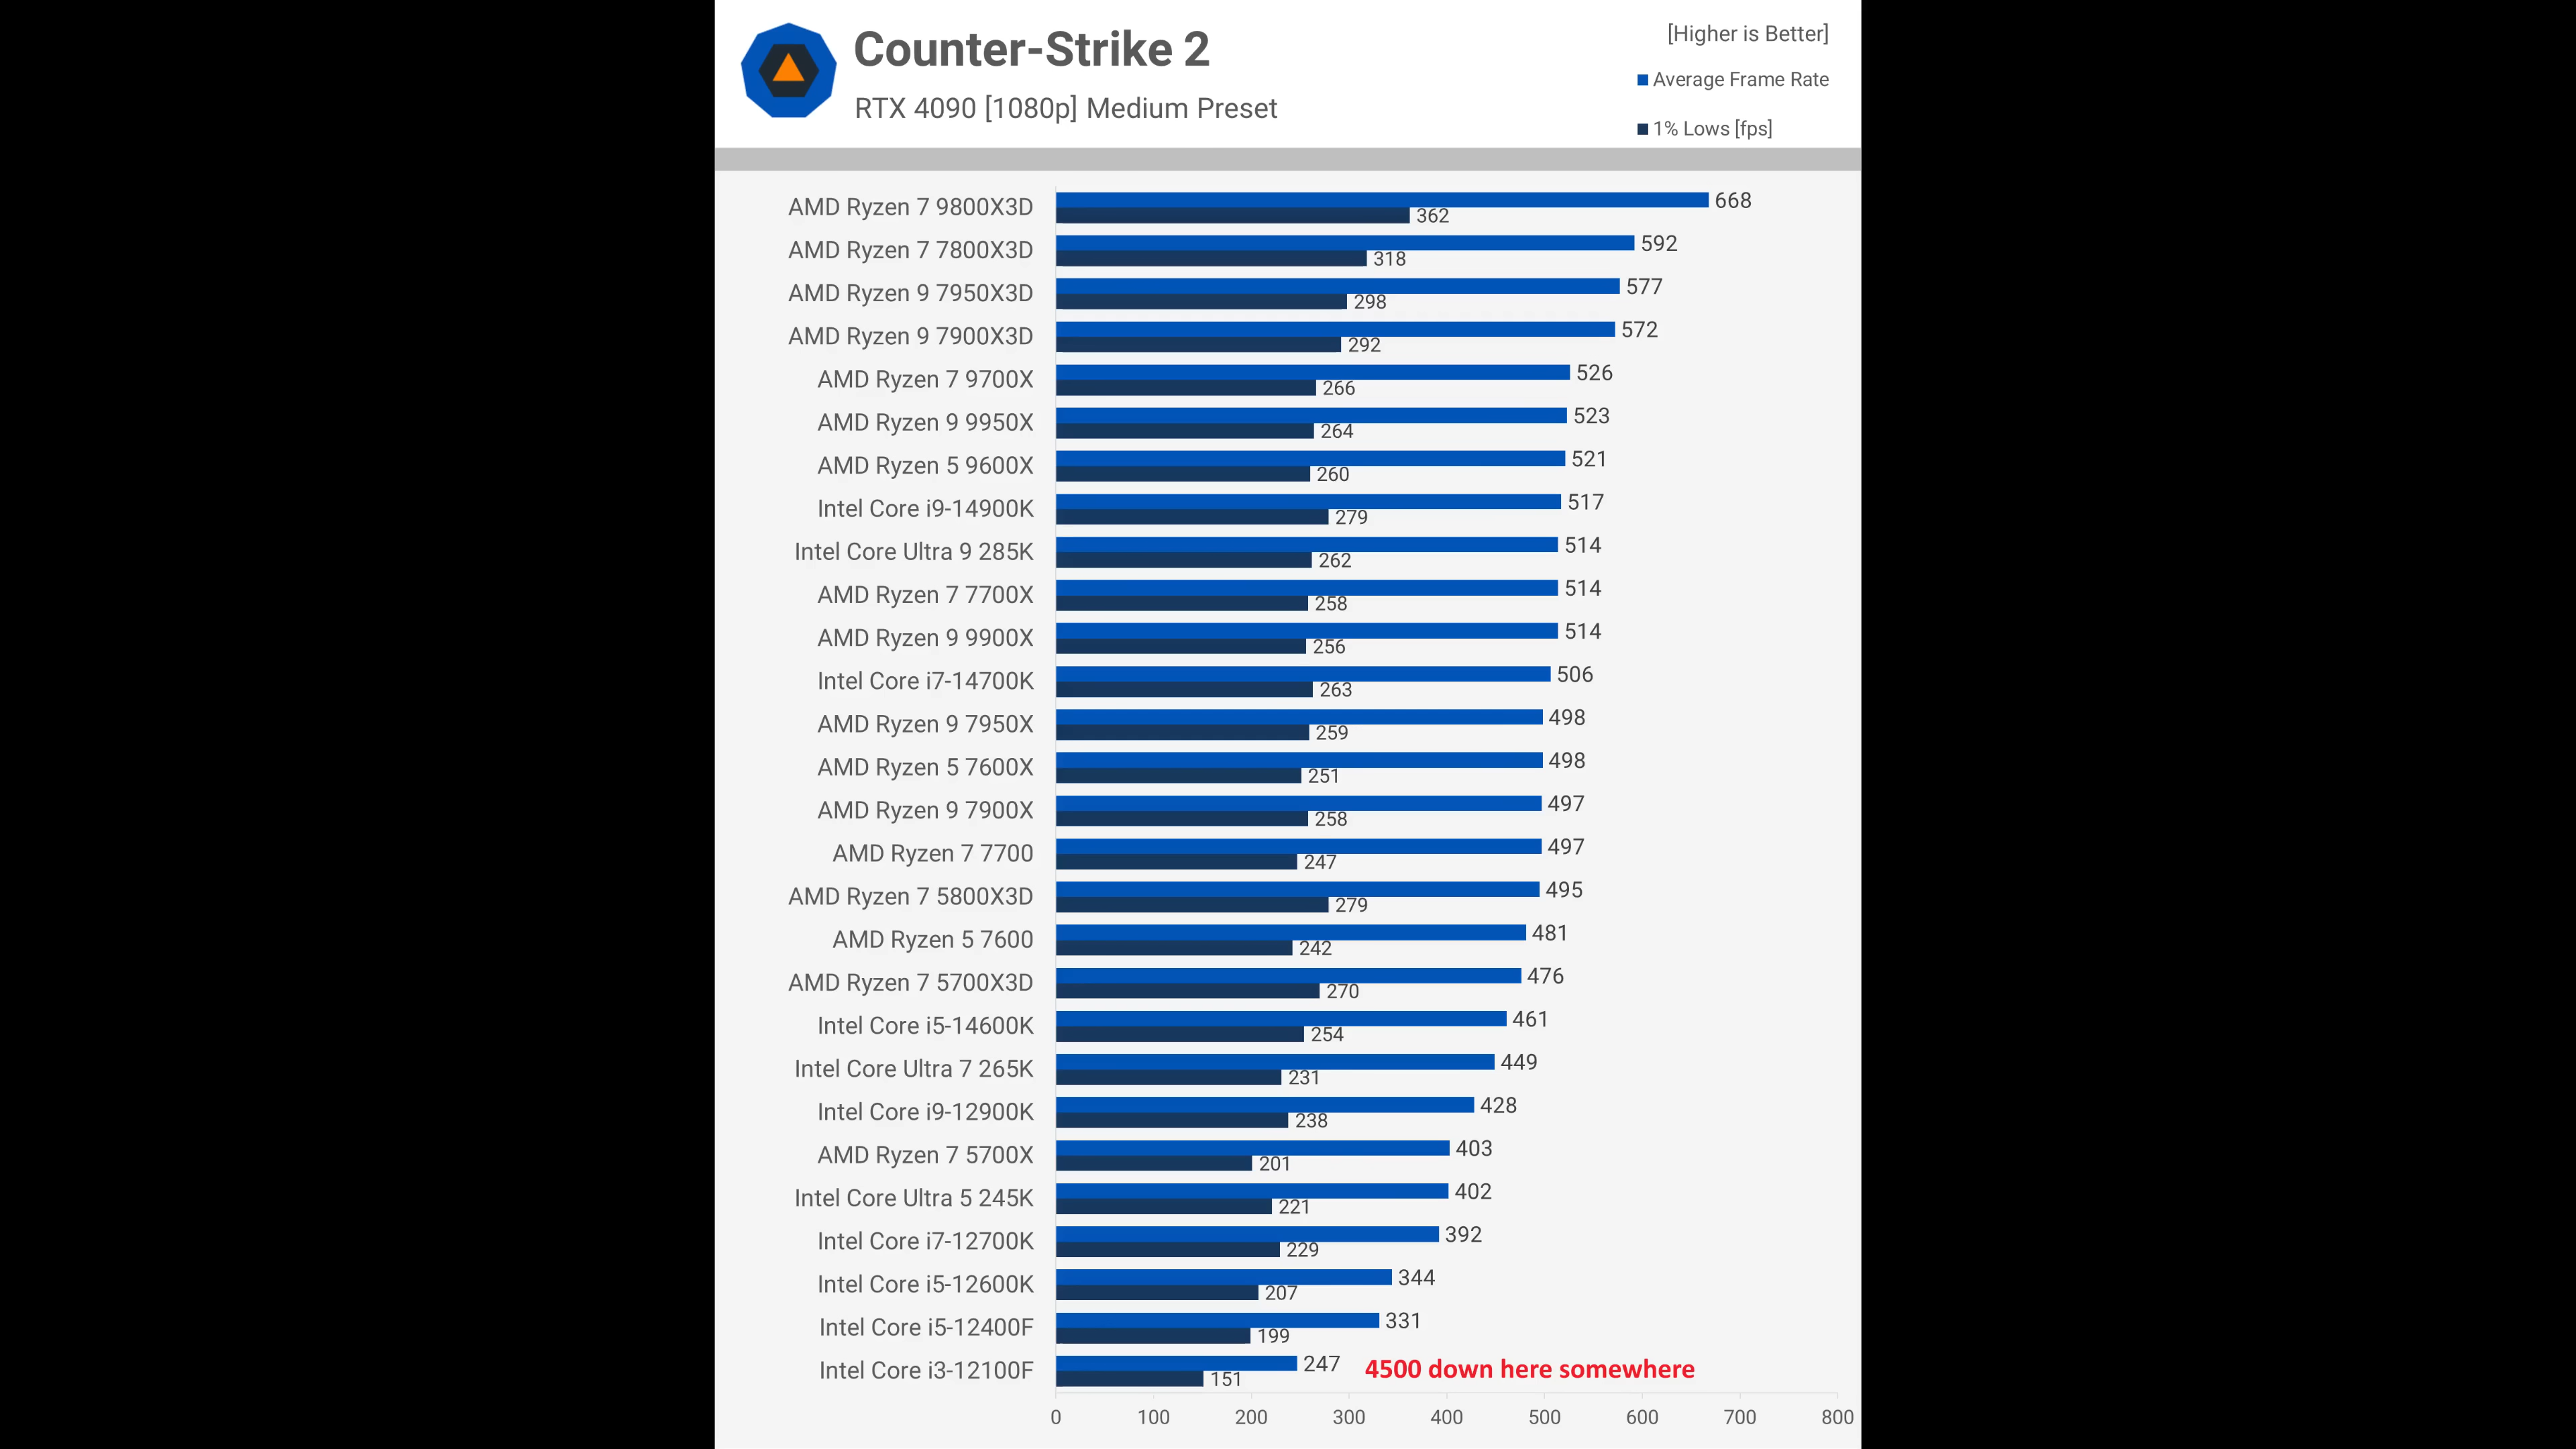 Counter-Strike 2
RTX 4090 [1080p] Medium Preset
[Higher is Better]
Average Frame Rate
1% Lows [fps]
AMD Ryzen 7 9800X3D 668 362
AMD Ryzen 7 7800X3D 592 318
AMD Ryzen 9 7950X3D 577 298
AMD Ryzen 9 7900X3D 572 292
AMD Ryzen 7 9700X 526 266
AMD Ryzen 9 9950X 523 264
AMD Ryzen 5 9600X 521 260
Intel Core i9-14900K 517 279
Intel Core Ultra 9 285K 514 262
AMD Ryzen 7 7700X 514 258
AMD Ryzen 9 9900X 514 256
Intel Core i7-14700K 506 263
AMD Ryzen 9 7950X 498 259
AMD Ryzen 5 7600X 498 251
AMD Ryzen 9 7900X 497 258
AMD Ryzen 7 7700 497 247
AMD Ryzen 7 5800X3D 495 279
AMD Ryzen 5 7600 481 242
AMD Ryzen 7 5700X3D 476 270
Intel Core i5-14600K 461 254
Intel Core Ultra 7 265K 449 231
Intel Core i9-12900K 428 238
AMD Ryzen 7 5700X 403 201
Intel Core Ultra 5 245K 402 221
Intel Core i7-12700K 392 229
Intel Core i5-12600K 344 207
Intel Core i5-12400F 331 199
Intel Core i3-12100F 247 151 4500 down here somewhere
0 100 200 300 400 500 600 700 800